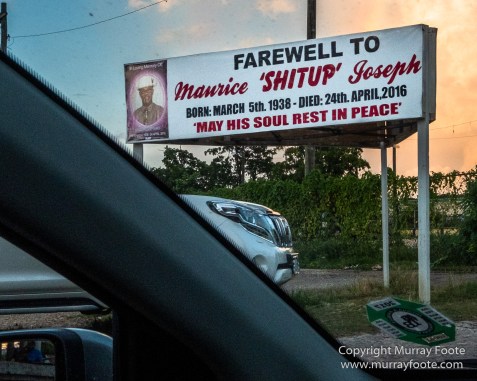 FAREWELL TO
Maurice 'SHITUP' Joseph
BORN: MARCH 5th. 1938 - DIED: 24th. APRIL, 2016
'MAY HIS SOUL REST IN PEACE'
Copyright Murray Foote
www.murrayfoote.com